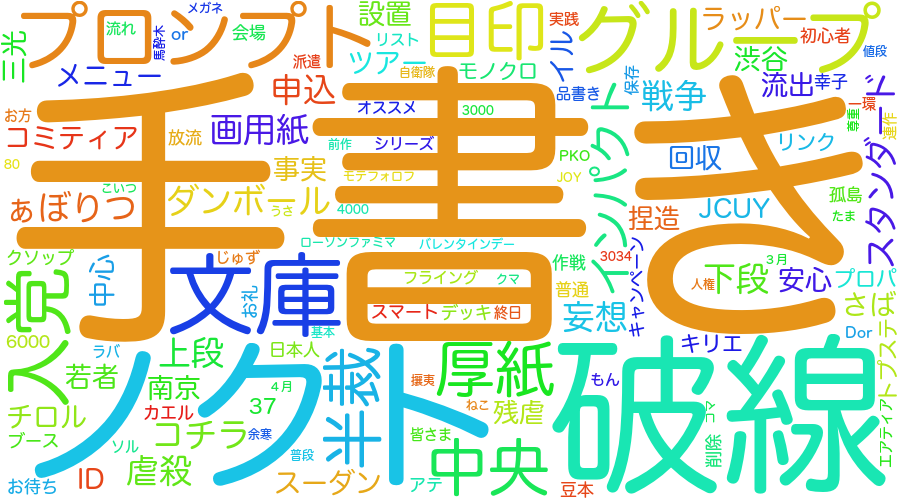 プロンプト
流れ
メガネ
馬酔木
or
会場
設置
リスト
ツアー
派遣
目印
実践
イル
グループ
ラッパー
初心者
渋谷
値段
三光
メニュー
申込
自衛隊
モノクロ
品書き
保存
戦争
流出
幸子
一環
お方
コミティア
放流
画用紙
オススメ
3000
シリーズ
前作
インパクト
リンク
尊重
連作
スタンダード
80
こいつ
事実
モテフォロフ
PKO
JOY
回収
手書き
ぁぼりつ
ダンボール
うさ
4000
捏造
JCUY
孤島
たま
クソップ
じゅず
ローソンファミマ
バレンタインデー
作戦
3034
キャンペーン
3月
中心
お礼
文庫
フライング
クマ
普通
人権
下段
安心
プロパ
入党
スマート
デッキ
終日
妄想
さば
6000
基本
Dor
ラバ
上段
日本人
キリエ
トプステ
若者
南京
4月
半裁
厚紙
攘夷
もん
チロル
カエル
37
ねこ
残虐
コマ
ブース
ソル
コチラ
余寒
皆さま
削除
エアティア
ノクト
破線
お待ち
ID
虐殺
普段
スーダン
アテ
中央
豆本